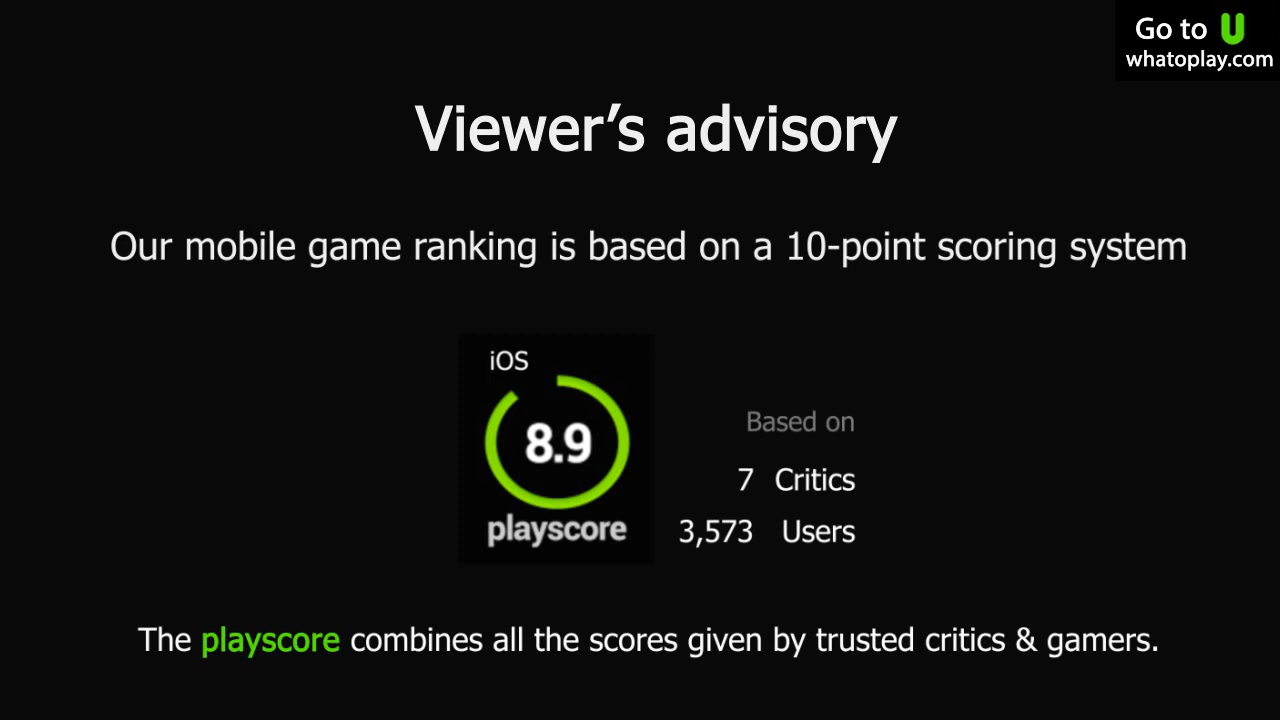 Go to U
whatoplay.com
Viewer’s advisory
Our mobile game ranking is based on a 10-point scoring system
iOS
8.9
playscore
Based on
7 Critics
3,573 Users
The playscore combines all the scores given by trusted critics & gamers.